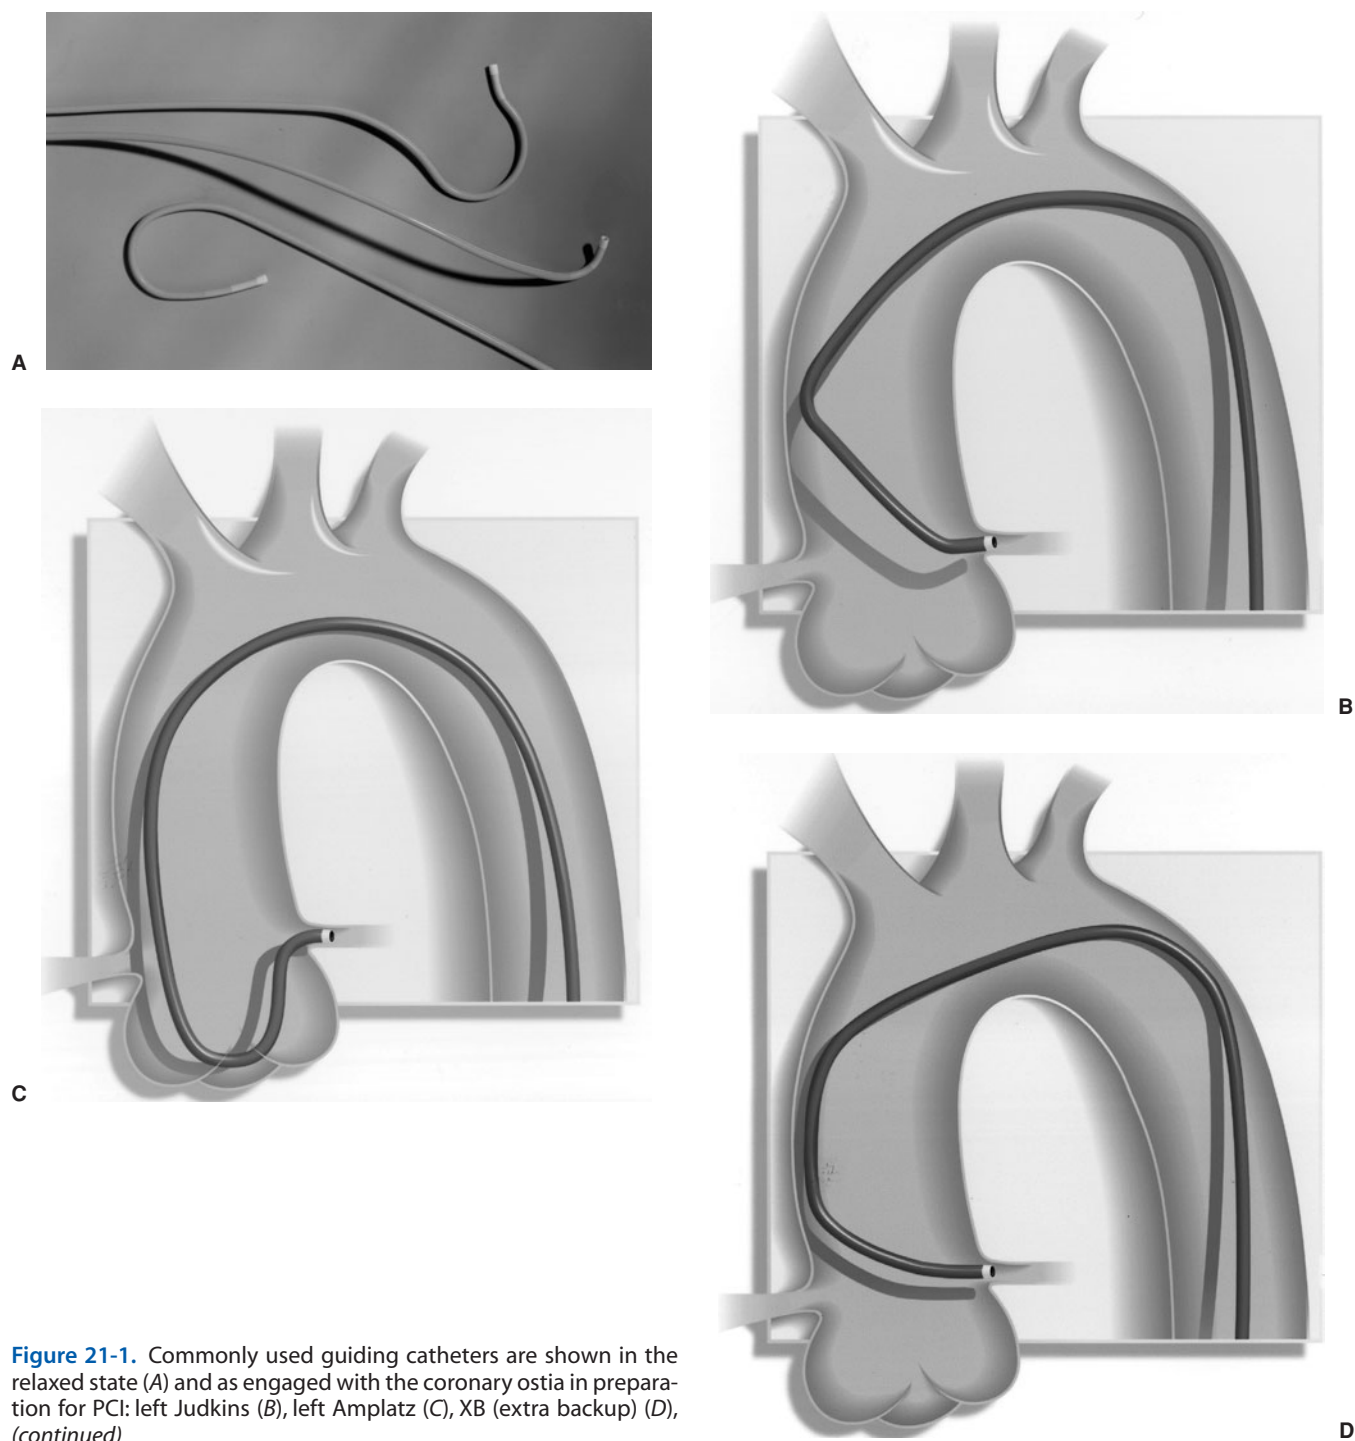 A
B
C
Figure 21-1. Commonly used guiding catheters are shown in the
relaxed state (A) and as engaged with the coronary ostia in prepara-
tion for PCI: left Judkins (B), left Amplatz (C), XB (extra backup) (D),
(continued)
D